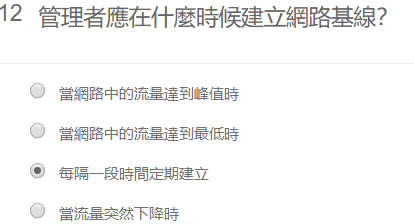 12 管理者應在什麼時候建立網路基線?
當網路中的流量達到峰值時
當網路中的流量達到最低時
每隔一段時間定期建立
當流量突然下降時